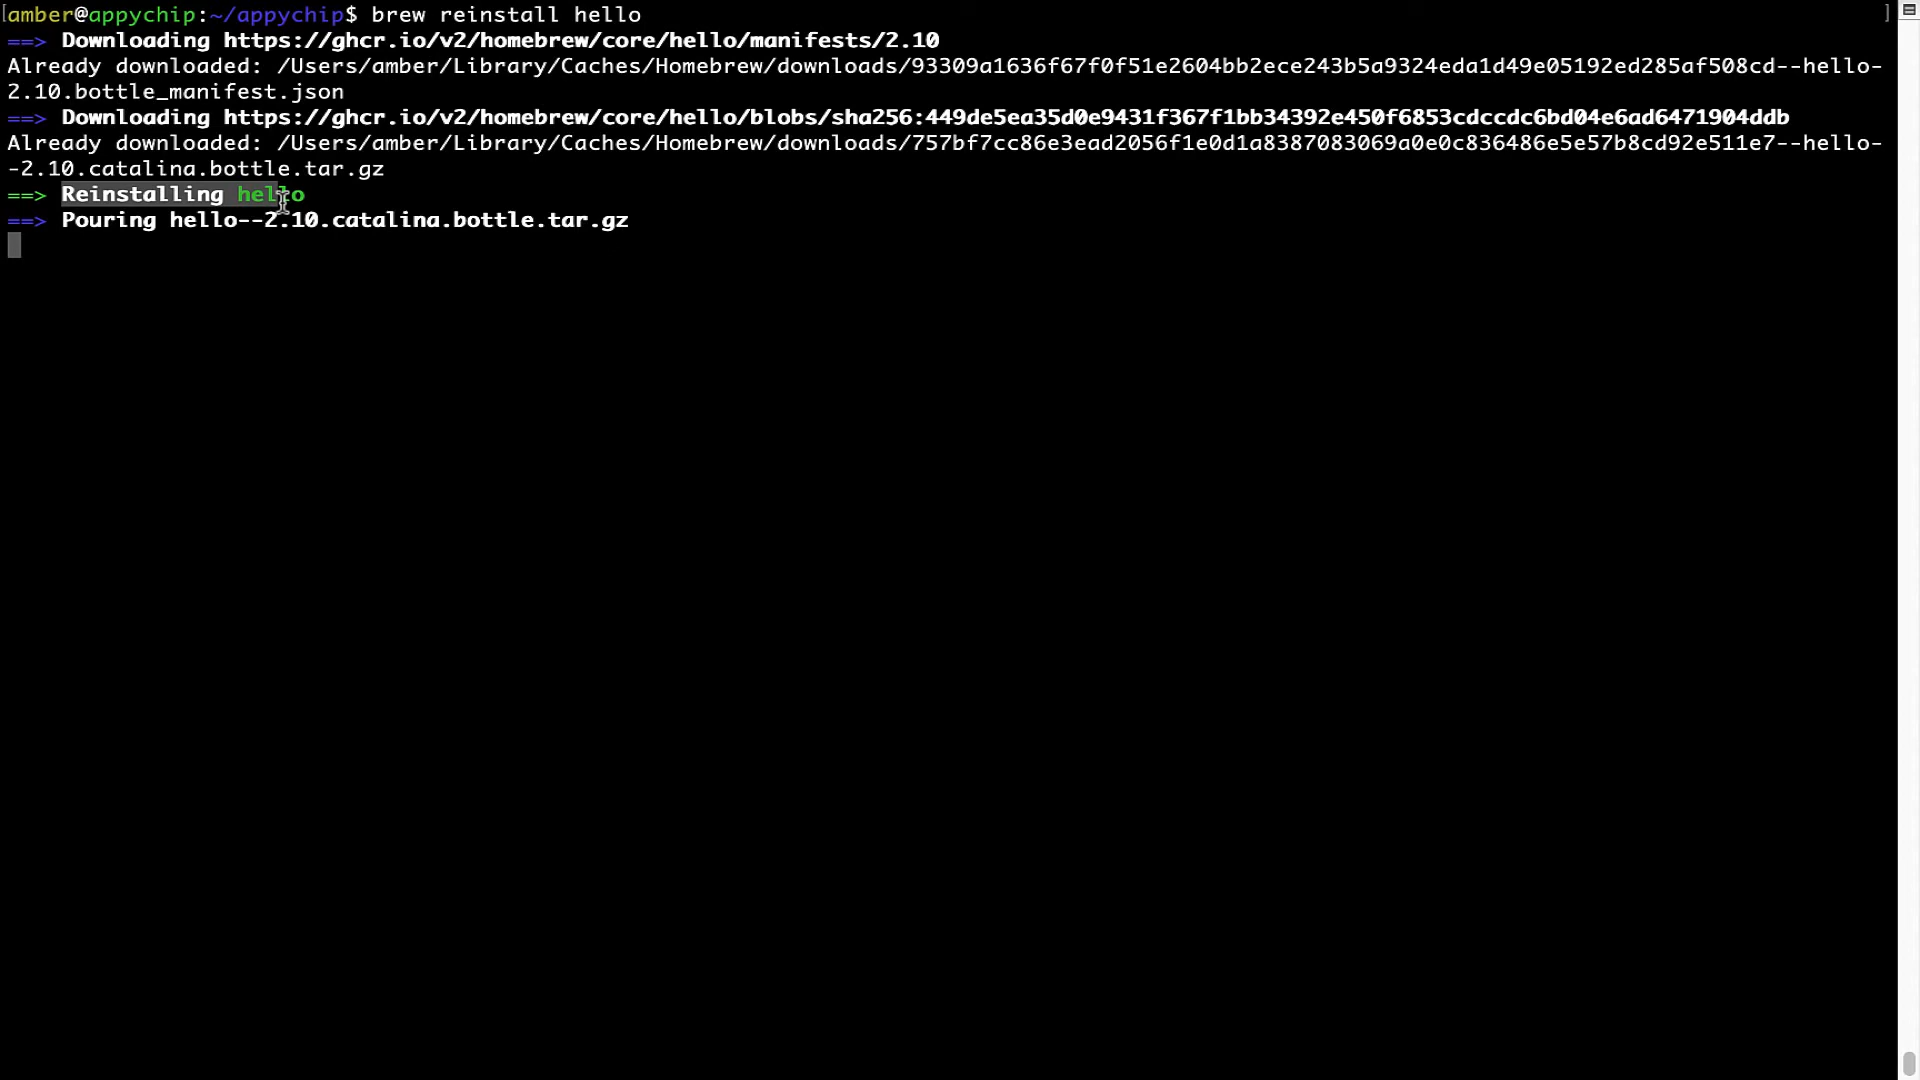 [amber@appychip:~/appychip$ brew reinstall hello ]
==> Downloading https://ghcr.io/v2/homebrew/core/hello/manifests/2.10
Already downloaded: /Users/amber/Library/Caches/Homebrew/downloads/93309a1636f67f0f51e2604bb2ece243b5a9324eda1d49e05192ed285af508cd--hello-
2.10.bottle_manifest.json
==> Downloading https://ghcr.io/v2/homebrew/core/hello/blobs/sha256:449de5ea35d0e9431f367f1bb34392e450f6853cdccdc6bd04e6ad6471904ddb
Already downloaded: /Users/amber/Library/Caches/Homebrew/downloads/757bf7cc86e3ead2056f1e0d1a8387083069a0e0c836486e5e57b8cd92e511e7--hello-
-2.10.catalina.bottle.tar.gz
==> Reinstalling hello
==> Pouring hello--2.10.catalina.bottle.tar.gz